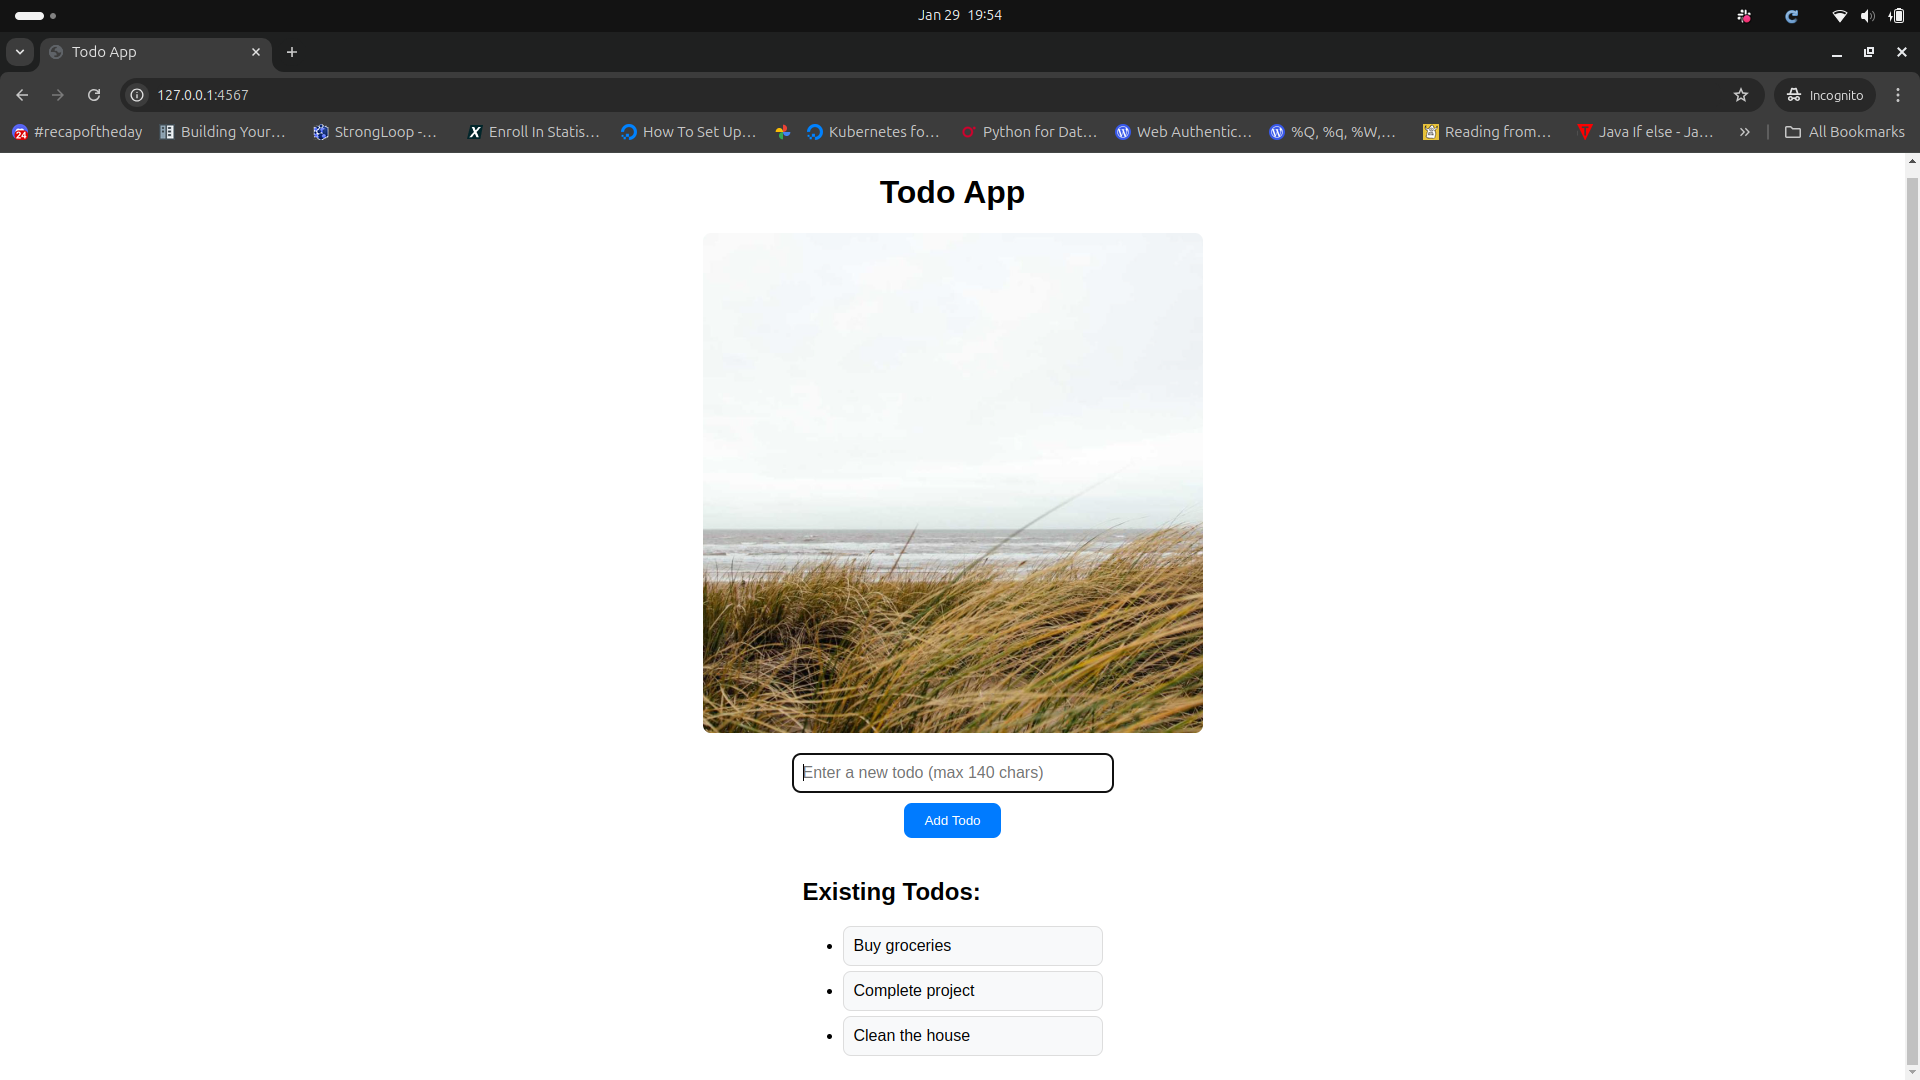 Jan 29 19:54
Todo App
127.0.0.1:4567
Incognito
#recapoftheday
Building Your...
StrongLoop -...
Enroll In Statis...
How To Set Up...
Kubernetes fo...
Python for Dat...
Web Authentic...
%Q, %q, %W,...
Reading from...
Java If else - Ja...
All Bookmarks
Todo App
Enter a new todo (max 140 chars)
Add Todo
Existing Todos:
Buy groceries
Complete project
Clean the house